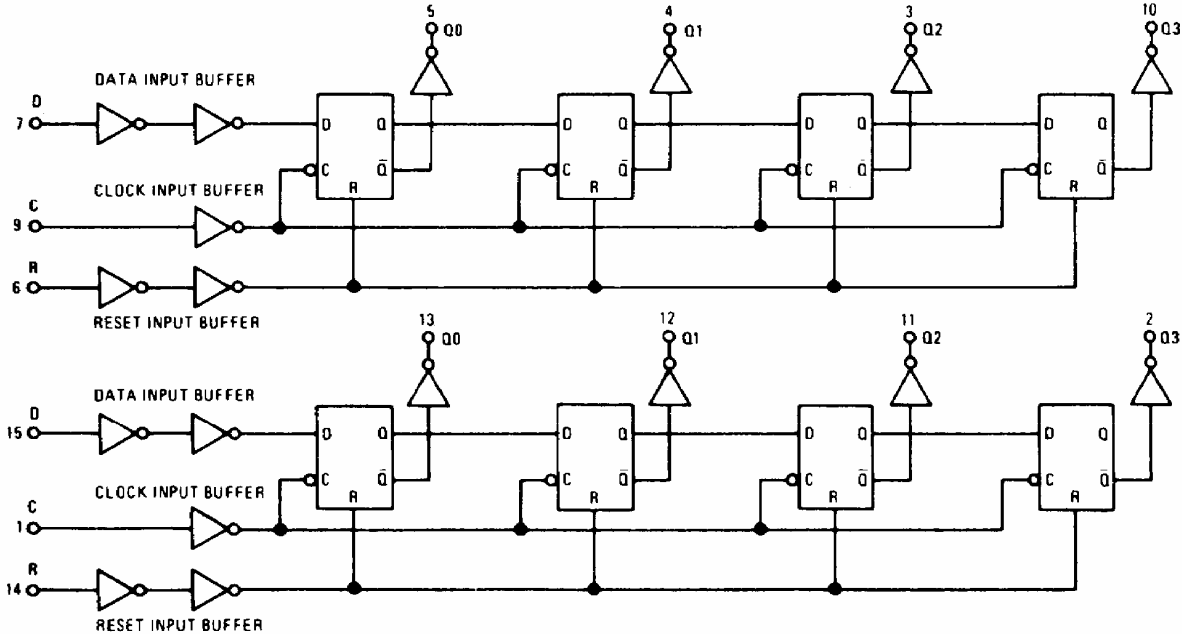 5 Q0 4 Q1 3 Q2 10 Q3
DATA INPUT BUFFER
D
7 D Q D Q D Q D Q
C Q̅ C Q̅ C Q̅ C Q̅
CLOCK INPUT BUFFER R R R R
C
9
R
6
RESET INPUT BUFFER
13 Q0 12 Q1 11 Q2 2 Q3
DATA INPUT BUFFER
D
15 D Q D Q D Q D Q
C Q̅ C Q̅ C Q̅ C Q̅
CLOCK INPUT BUFFER R R R R
C
1
R
14
RESET INPUT BUFFER